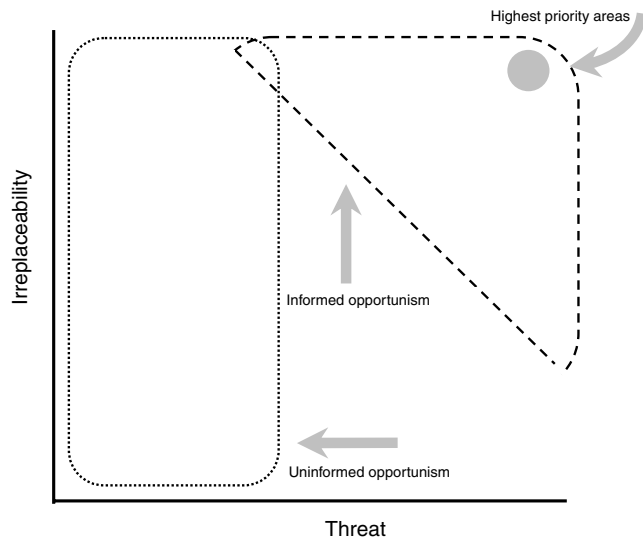 Highest priority areas
Irreplaceability
Informed opportunism
Uninformed opportunism
Threat